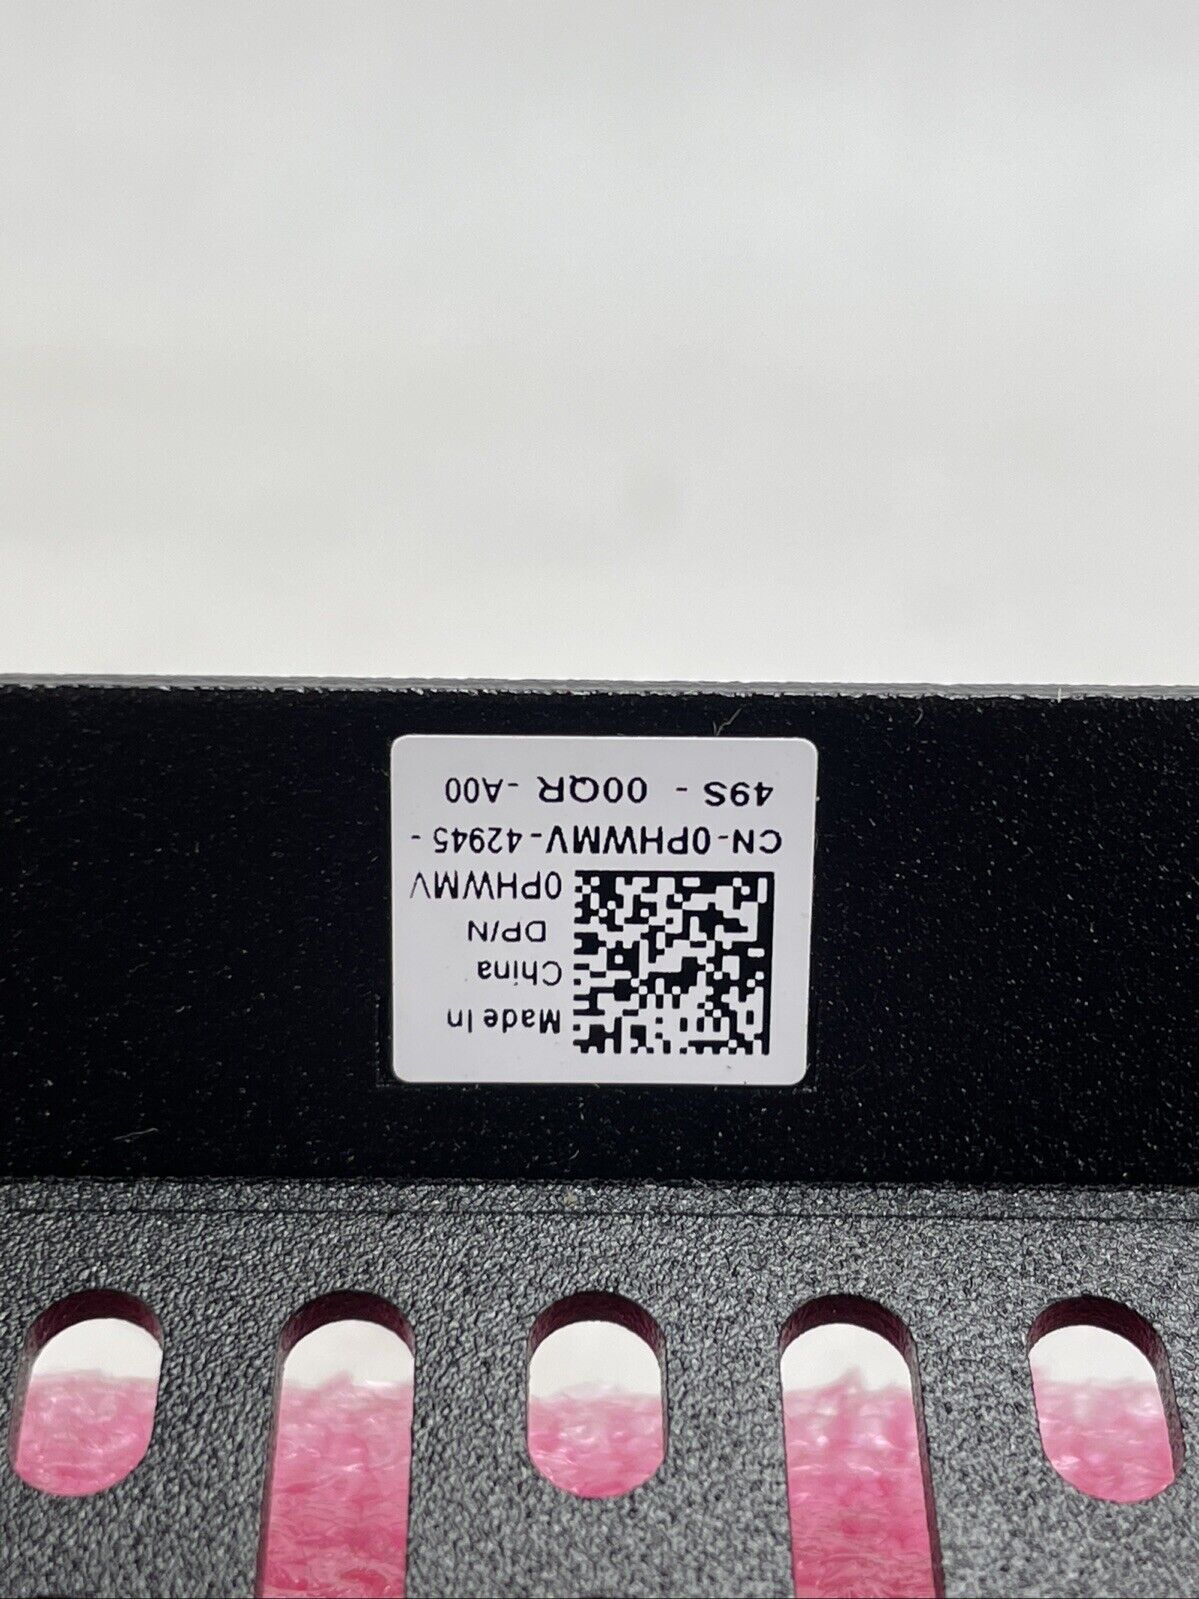 Made In
China
DP/N
0PHWMV
CN-0PHWMV-42945-
49S - 00QR -A00